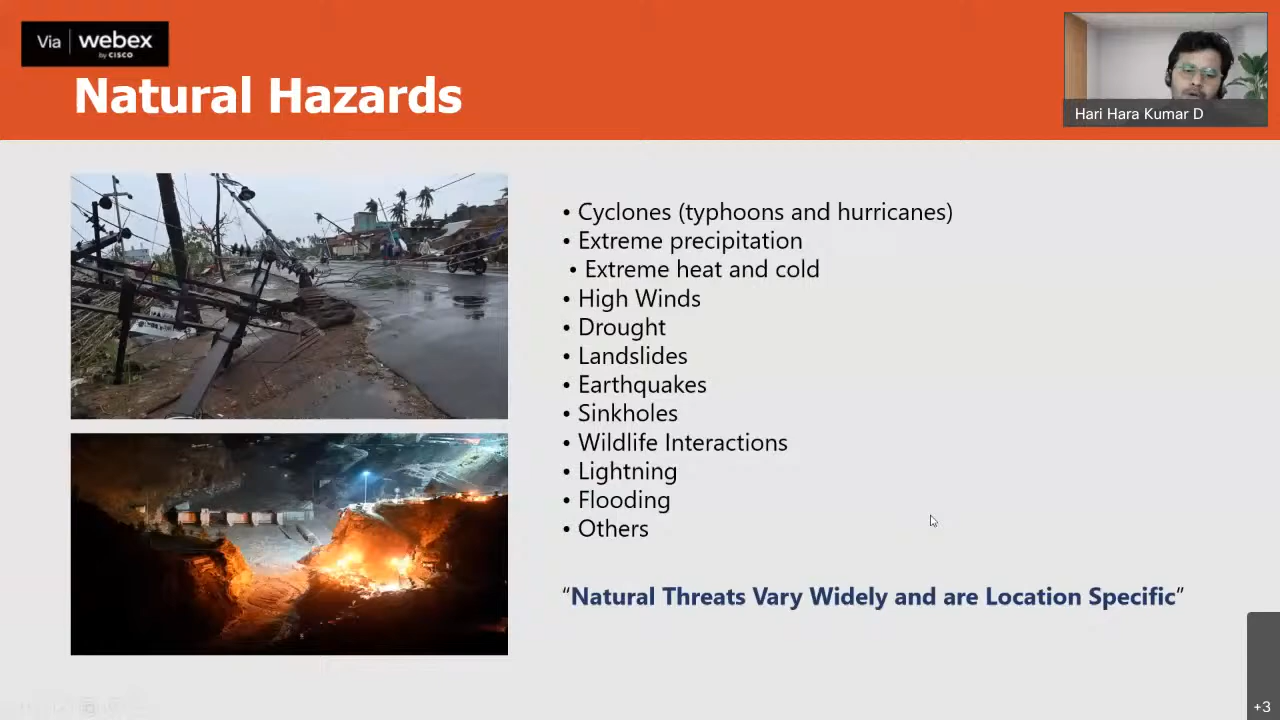 Via webex
by CISCO
Natural Hazards
Hari Hara Kumar D
• Cyclones (typhoons and hurricanes)
• Extreme precipitation
• Extreme heat and cold
• High Winds
• Drought
• Landslides
• Earthquakes
• Sinkholes
• Wildlife Interactions
• Lightning
• Flooding
• Others
“Natural Threats Vary Widely and are Location Specific”
+3